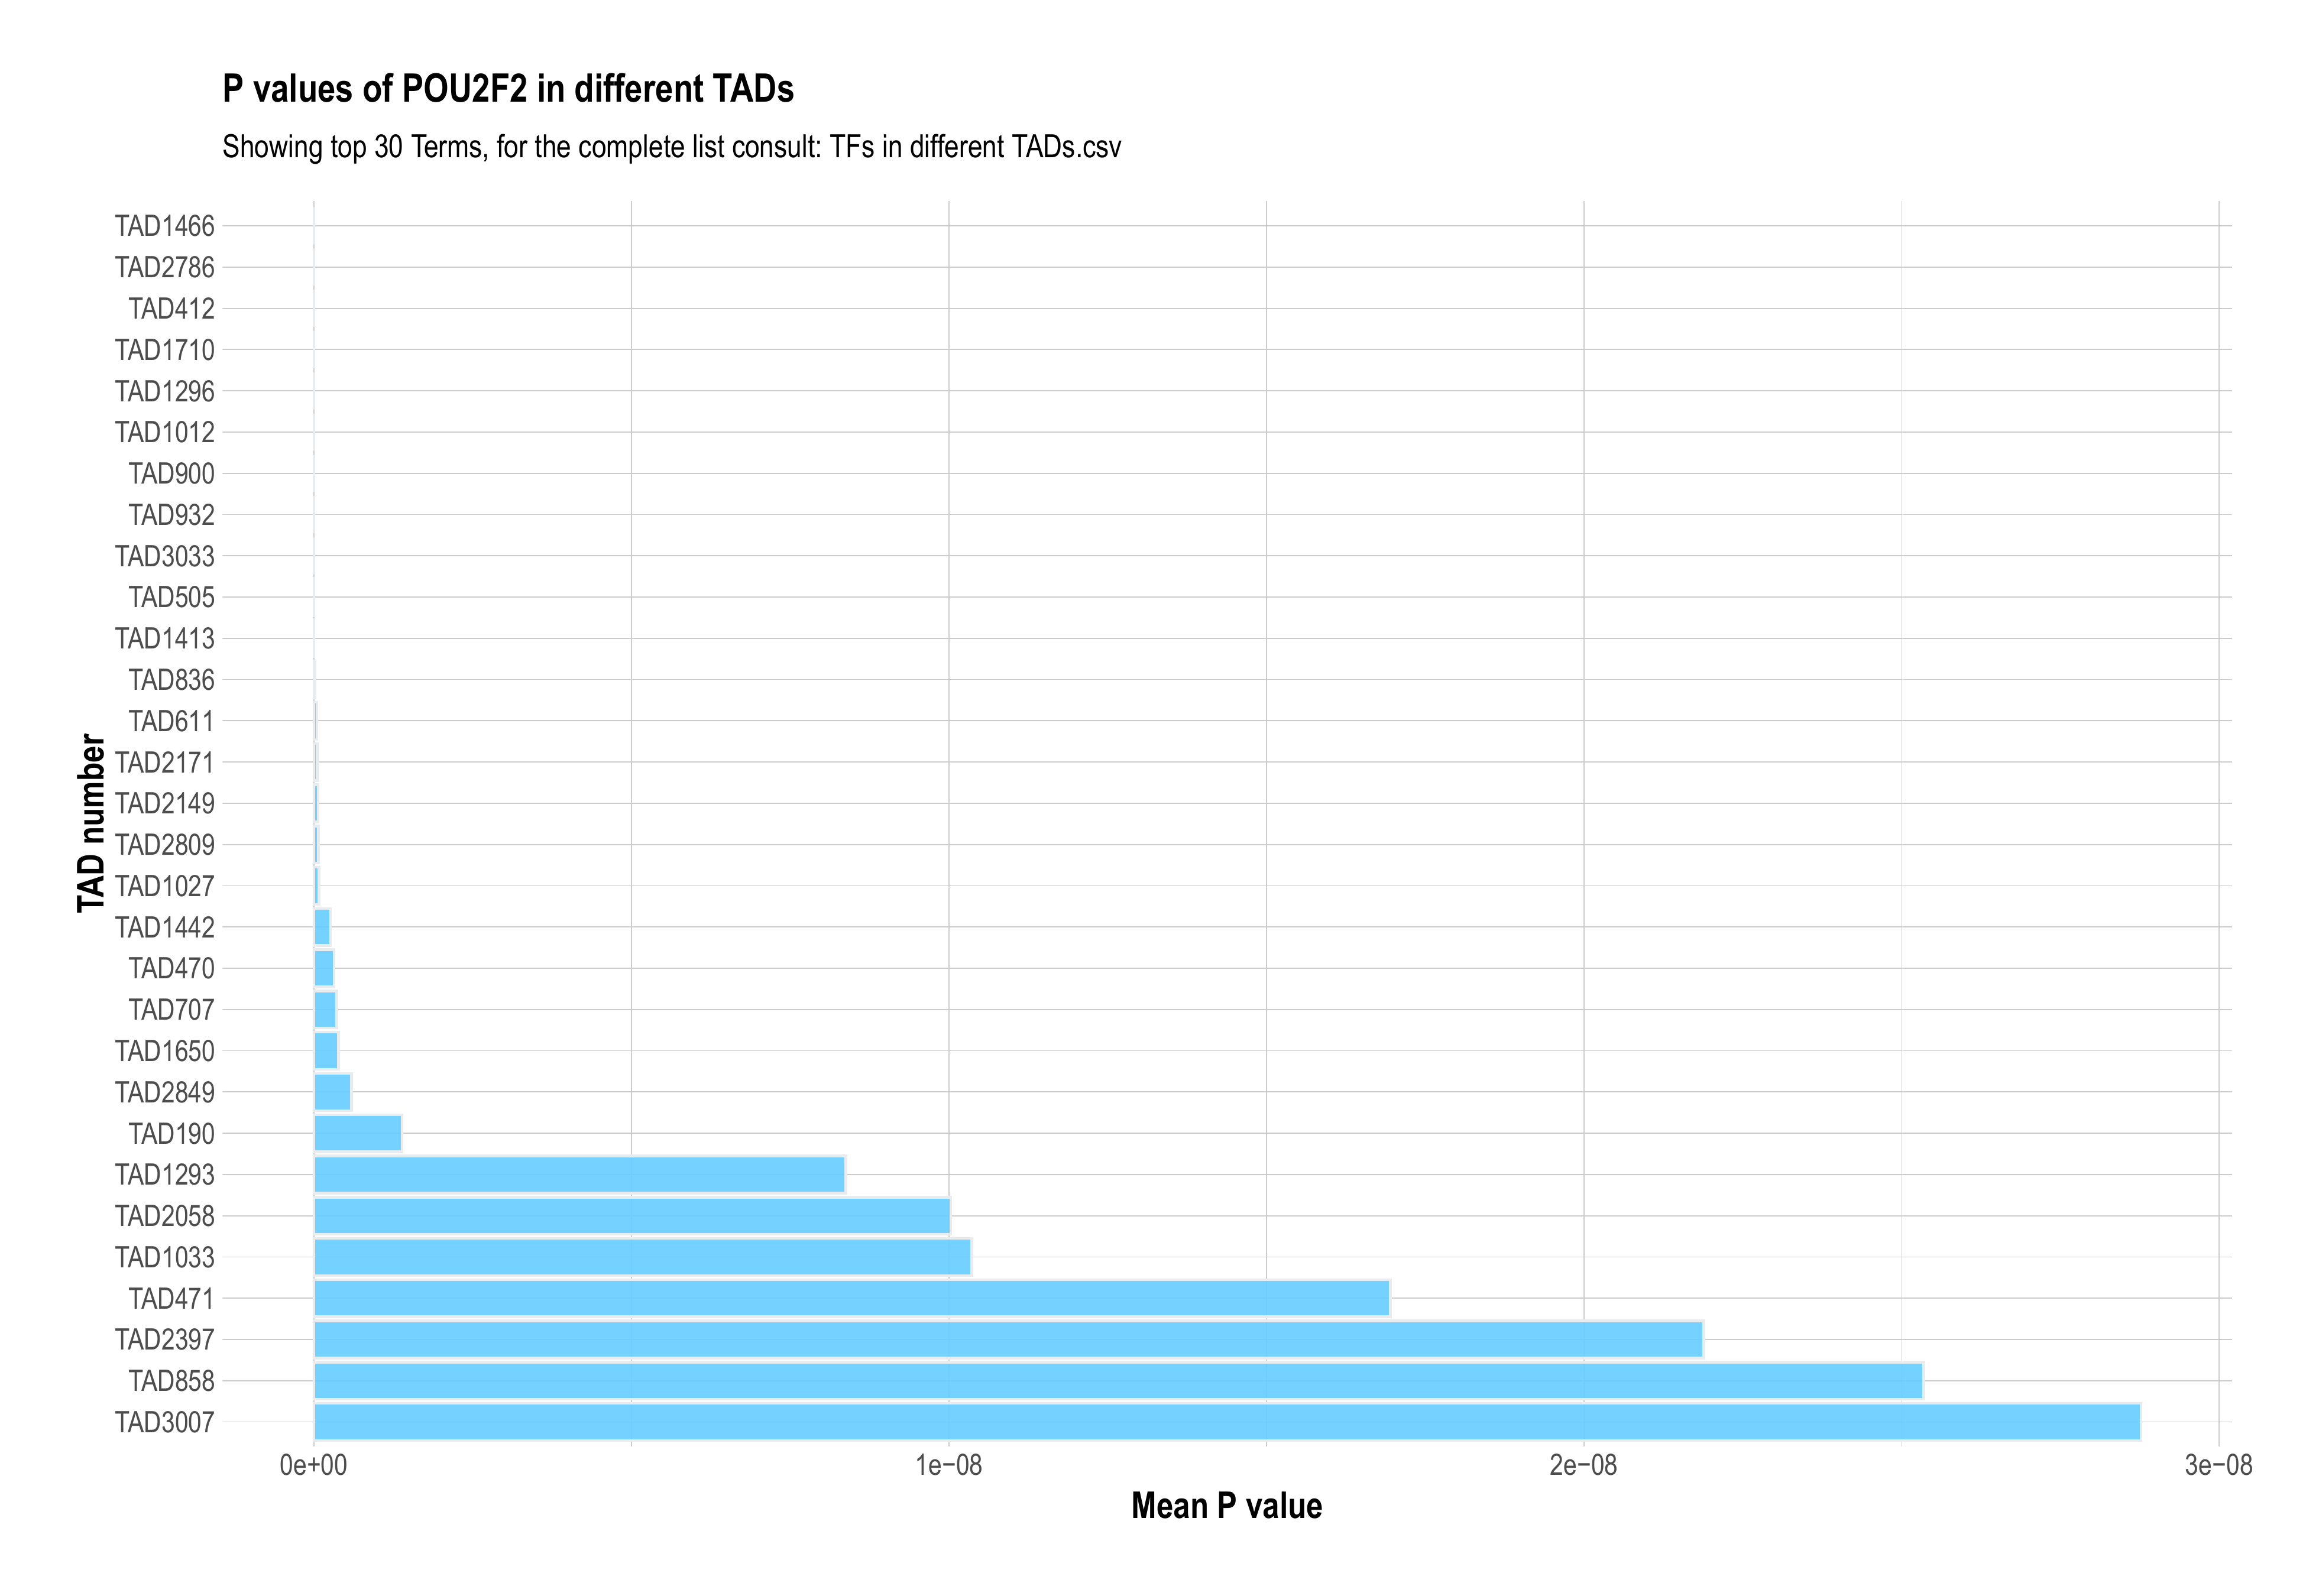 P values of POU2F2 in different TADs
Showing top 30 Terms, for the complete list consult: TFs in different TADs.csv
TAD number
TAD1466
TAD2786
TAD412
TAD1710
TAD1296
TAD1012
TAD900
TAD932
TAD3033
TAD505
TAD1413
TAD836
TAD611
TAD2171
TAD2149
TAD2809
TAD1027
TAD1442
TAD470
TAD707
TAD1650
TAD2849
TAD190
TAD1293
TAD2058
TAD1033
TAD471
TAD2397
TAD858
TAD3007
0e+00 1e−08 2e−08 3e−08
Mean P value